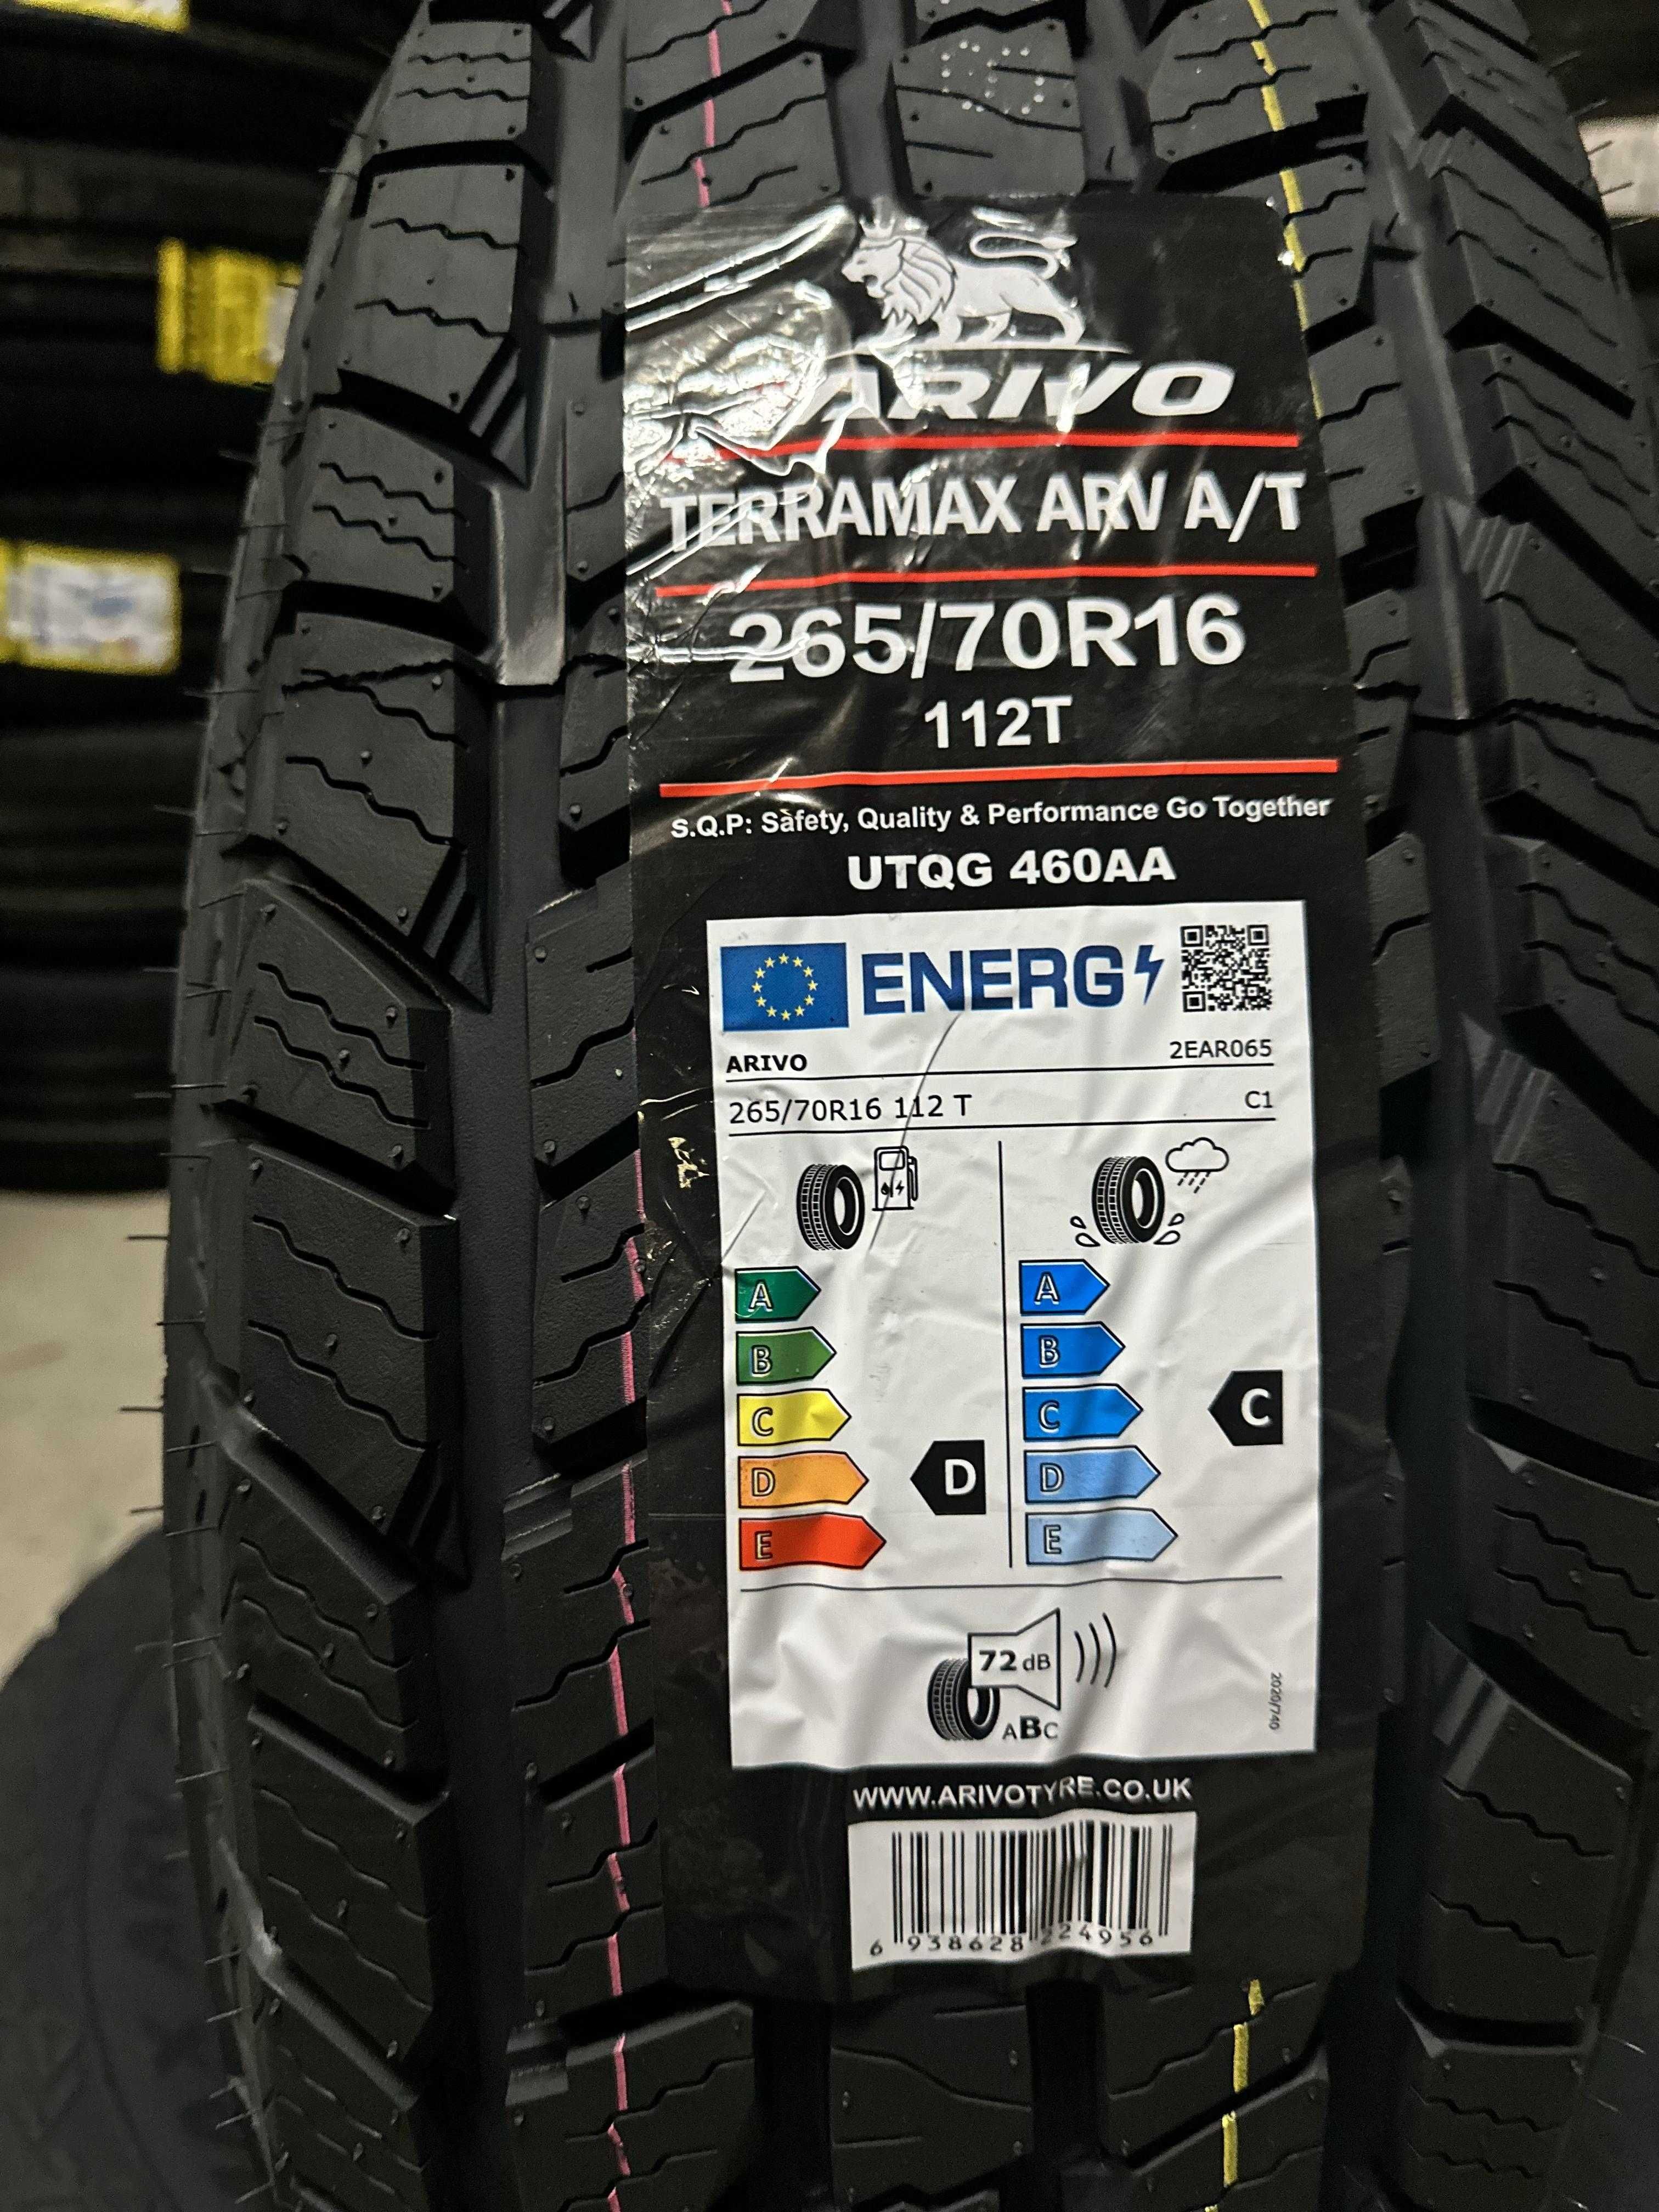 ARIVO
TERRAMAX ARV A/T
265/70R16
112T
S.Q.P: Safety, Quality & Performance Go Together
UTQG 460AA
ENERG
ARIVO 2EAR065
265/70R16 112 T C1
A A
B B
C C C
D D D
E E
72 dB
ABC
2020/740
WWW.ARIVOTYRE.CO.UK
6 938628 224956